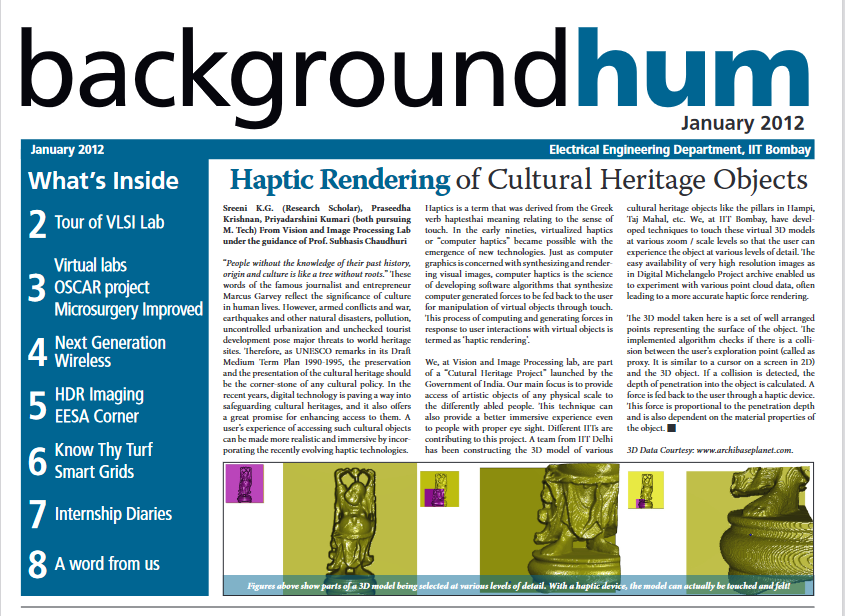 backgroundhum
January 2012
January 2012
Electrical Engineering Department, IIT Bombay
What's Inside
2 Tour of VLSI Lab
3 Virtual labs
OSCAR project
Microsurgery Improved
4 Next Generation
Wireless
5 HDR Imaging
EESA Corner
6 Know Thy Turf
Smart Grids
7 Internship Diaries
8 A word from us
Haptic Rendering of Cultural Heritage Objects
Sreeni K.G. (Research Scholar), Praseedha
Krishnan, Priyadarshini Kumari (both pursuing
M. Tech) From Vision and Image Processing Lab
under the guidance of Prof. Subhasis Chaudhuri
"People without the knowledge of their past history,
origin and culture is like a tree without roots." These
words of the famous journalist and entrepreneur
Marcus Garvey reflect the significance of culture
in human lives. However, armed conflicts and war,
earthquakes and other natural disasters, pollution,
uncontrolled urbanization and unchecked tourist
development pose major threats to world heritage
sites. Therefore, as UNESCO remarks in its Draft
Medium Term Plan 1990-1995, the preservation
and the presentation of the cultural heritage should
be the corner-stone of any cultural policy. In the
recent years, digital technology is paving a way into
safeguarding cultural heritages, and it also offers
a great promise for enhancing access to them. A
user's experience of accessing such cultural objects
can be made more realistic and immersive by incor-
porating the recently evolving haptic technologies.
Haptics is a term that was derived from the Greek
verb haptesthai meaning relating to the sense of
touch. In the early nineties, virtualized haptics
or "computer haptics" became possible with the
emergence of new technologies. Just as computer
graphics is concerned with synthesizing and render-
ing visual images, computer haptics is the science
of developing software algorithms that synthesize
computer generated forces to be fed back to the user
for manipulation of virtual objects through touch.
This process of computing and generating forces in
response to user interactions with virtual objects is
termed as 'haptic rendering'.
We, at Vision and Image Processing lab, are part
of a "Cutural Heritage Project" launched by the
Government of India. Our main focus is to provide
access of artistic objects of any physical scale to
the differently abled people. This technique can
also provide a better immersive experience even
to people with proper eye sight. Different IITs are
contributing to this project. A team from IIT Delhi
has been constructing the 3D model of various
cultural heritage objects like the pillars in Hampi,
Taj Mahal, etc. We, at IIT Bombay, have devel-
oped techniques to touch these virtual 3D models
at various zoom / scale levels so that the user can
experience the object at various levels of detail. The
easy availability of very high resolution images as
in Digital Michelangelo Project archive enabled us
to experiment with various point cloud data, often
leading to a more accurate haptic force rendering.
The 3D model taken here is a set of well arranged
points representing the surface of the object. The
implemented algorithm checks if there is a colli-
sion between the user's exploration point (called as
proxy. It is similar to a cursor on a screen in 2D)
and the 3D object. If a collision is detected, the
depth of penetration into the object is calculated. A
force is fed back to the user through a haptic device.
This force is proportional to the penetration depth
and is also dependent on the material properties of
the object.
3D Data Courtesy: www.archibaseplanet.com.
Figures above show parts of a 3D model being selected at various levels of detail. With a haptic device, the model can actually be touched and felt!